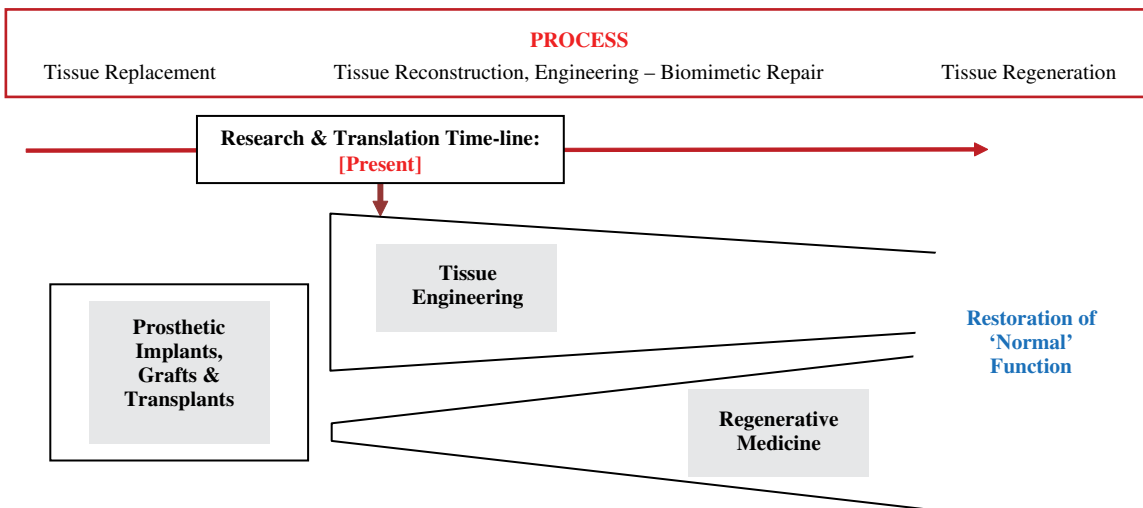 PROCESS
Tissue Replacement
Tissue Reconstruction, Engineering – Biomimetic Repair
Tissue Regeneration
Research & Translation Time-line:
[Present]
Tissue
Engineering
Prosthetic
Implants,
Grafts &
Transplants
Restoration of
‘Normal’
Function
Regenerative
Medicine